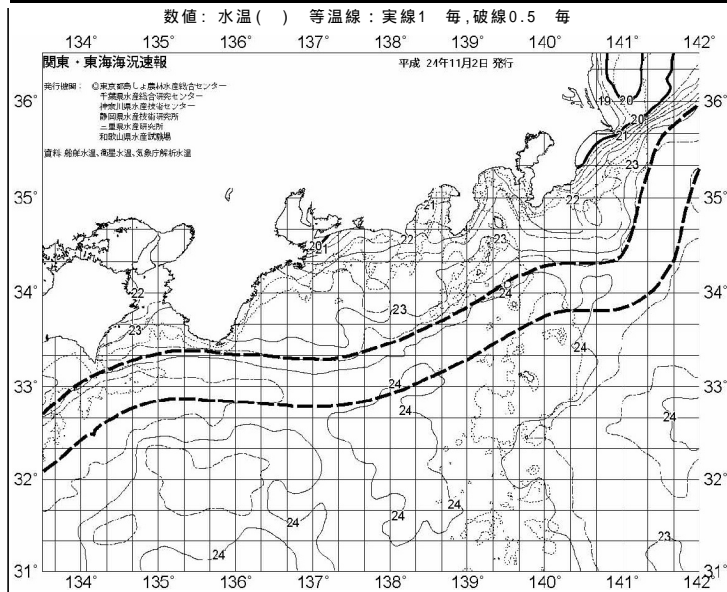 数値: 水温( ) 等温線:実線1 毎,破線0.5 毎
134° 135° 136° 137° 138° 139° 140° 141° 142°
関東・東海海況速報
平成 24年11月2日 発行
発行機関: ©東京都島しょ農林水産総合センター
千葉県水産総合研究センター
神奈川県水産技術センター
静岡県水産技術研究所
三重県水産研究所
和歌山県水産試験場
資料 船舶水温、衛星水温、気象庁解析水温
19 20
20
21
23
36° 36°
35° 35°
21 22
20 22 23
21
34° 34°
22 24
23 23
33° 33°
24
24 24 24
32° 32°
24
24 24 24
24 23
31° 31°
134° 135° 136° 137° 138° 139° 140° 141° 142°